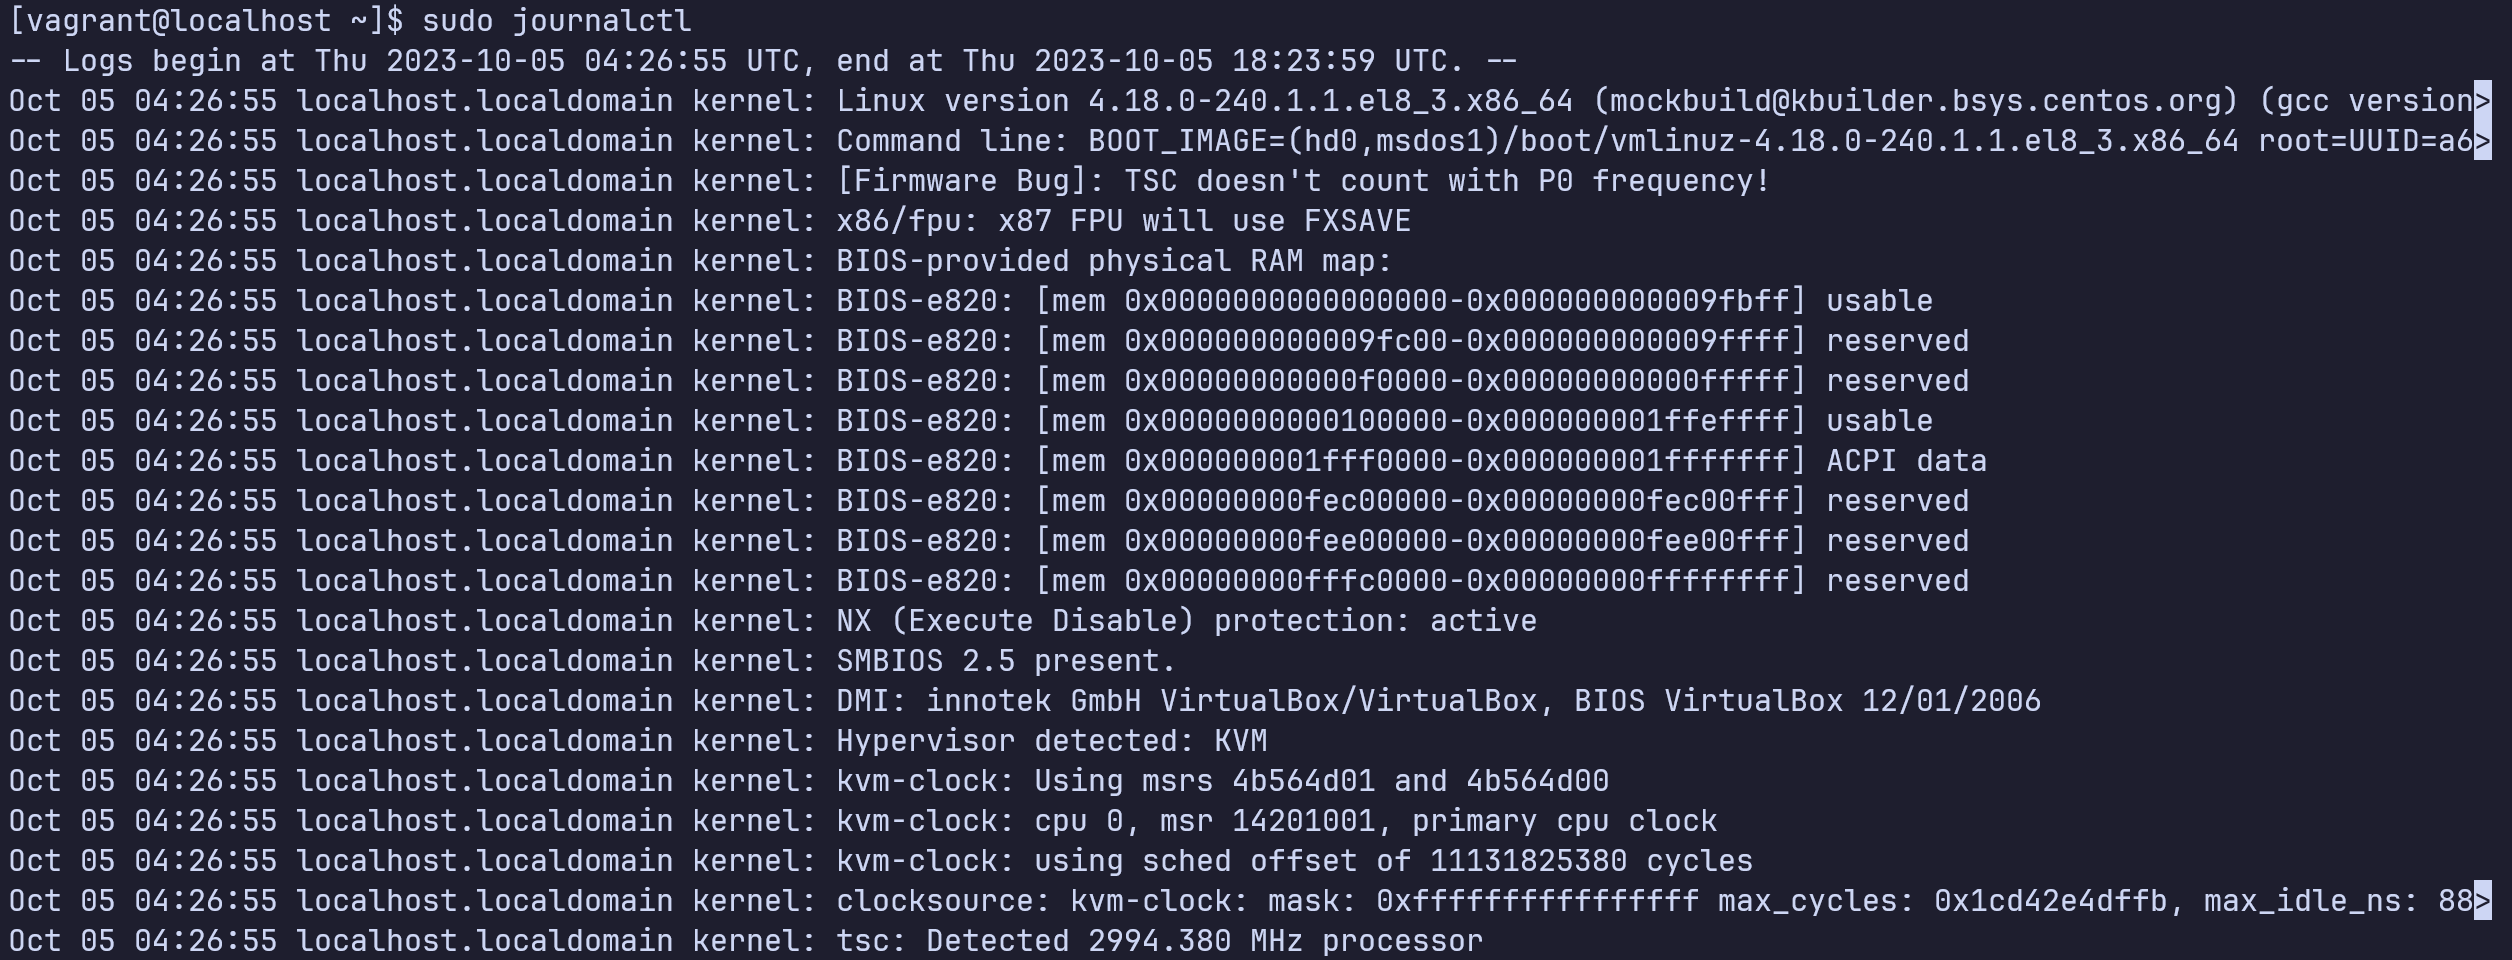 [vagrant@localhost ~]$ sudo journalctl
-- Logs begin at Thu 2023-10-05 04:26:55 UTC, end at Thu 2023-10-05 18:23:59 UTC. --
Oct 05 04:26:55 localhost.localdomain kernel: Linux version 4.18.0-240.1.1.el8_3.x86_64 (mockbuild@kbuilder.bsys.centos.org) (gcc version>
Oct 05 04:26:55 localhost.localdomain kernel: Command line: BOOT_IMAGE=(hd0,msdos1)/boot/vmlinuz-4.18.0-240.1.1.el8_3.x86_64 root=UUID=a6>
Oct 05 04:26:55 localhost.localdomain kernel: [Firmware Bug]: TSC doesn't count with P0 frequency!
Oct 05 04:26:55 localhost.localdomain kernel: x86/fpu: x87 FPU will use FXSAVE
Oct 05 04:26:55 localhost.localdomain kernel: BIOS-provided physical RAM map:
Oct 05 04:26:55 localhost.localdomain kernel: BIOS-e820: [mem 0x0000000000000000-0x000000000009fbff] usable
Oct 05 04:26:55 localhost.localdomain kernel: BIOS-e820: [mem 0x000000000009fc00-0x000000000009ffff] reserved
Oct 05 04:26:55 localhost.localdomain kernel: BIOS-e820: [mem 0x00000000000f0000-0x00000000000fffff] reserved
Oct 05 04:26:55 localhost.localdomain kernel: BIOS-e820: [mem 0x0000000000100000-0x000000001ffeffff] usable
Oct 05 04:26:55 localhost.localdomain kernel: BIOS-e820: [mem 0x000000001fff0000-0x000000001fffffff] ACPI data
Oct 05 04:26:55 localhost.localdomain kernel: BIOS-e820: [mem 0x00000000fec00000-0x00000000fec00fff] reserved
Oct 05 04:26:55 localhost.localdomain kernel: BIOS-e820: [mem 0x00000000fee00000-0x00000000fee00fff] reserved
Oct 05 04:26:55 localhost.localdomain kernel: BIOS-e820: [mem 0x00000000fffc0000-0x00000000ffffffff] reserved
Oct 05 04:26:55 localhost.localdomain kernel: NX (Execute Disable) protection: active
Oct 05 04:26:55 localhost.localdomain kernel: SMBIOS 2.5 present.
Oct 05 04:26:55 localhost.localdomain kernel: DMI: innotek GmbH VirtualBox/VirtualBox, BIOS VirtualBox 12/01/2006
Oct 05 04:26:55 localhost.localdomain kernel: Hypervisor detected: KVM
Oct 05 04:26:55 localhost.localdomain kernel: kvm-clock: Using msrs 4b564d01 and 4b564d00
Oct 05 04:26:55 localhost.localdomain kernel: kvm-clock: cpu 0, msr 14201001, primary cpu clock
Oct 05 04:26:55 localhost.localdomain kernel: kvm-clock: using sched offset of 11131825380 cycles
Oct 05 04:26:55 localhost.localdomain kernel: clocksource: kvm-clock: mask: 0xffffffffffffffff max_cycles: 0x1cd42e4dffb, max_idle_ns: 88>
Oct 05 04:26:55 localhost.localdomain kernel: tsc: Detected 2994.380 MHz processor